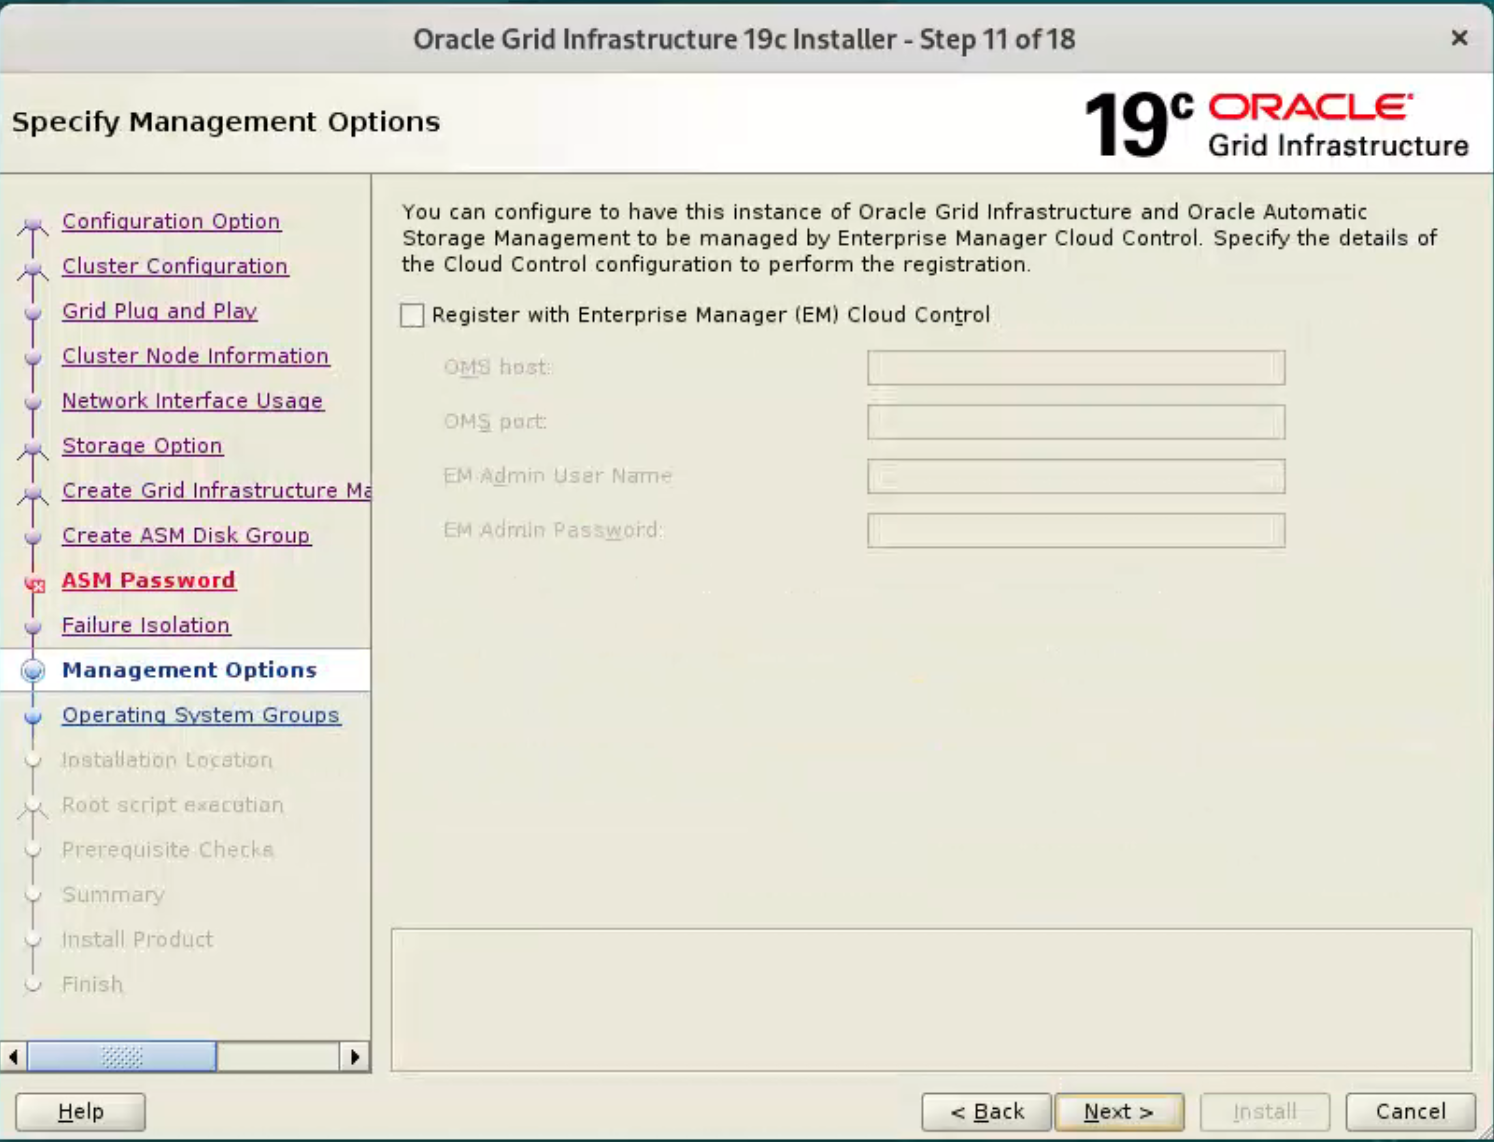 Oracle Grid Infrastructure 19c Installer - Step 11 of 18
×
Specify Management Options
19c ORACLE
Grid Infrastructure
Configuration Option
Cluster Configuration
Grid Plug and Play
Cluster Node Information
Network Interface Usage
Storage Option
Create Grid Infrastructure Ma
Create ASM Disk Group
ASM Password
Failure Isolation
Management Options
Operating System Groups
Installation Location
Root script execution
Prerequisite Checks
Summary
Install Product
Finish
You can configure to have this instance of Oracle Grid Infrastructure and Oracle Automatic
Storage Management to be managed by Enterprise Manager Cloud Control. Specify the details of
the Cloud Control configuration to perform the registration.
Register with Enterprise Manager (EM) Cloud Control
OMS host:
OMS port:
EM Admin User Name
EM Admin Password:
Help
< Back
Next >
Install
Cancel